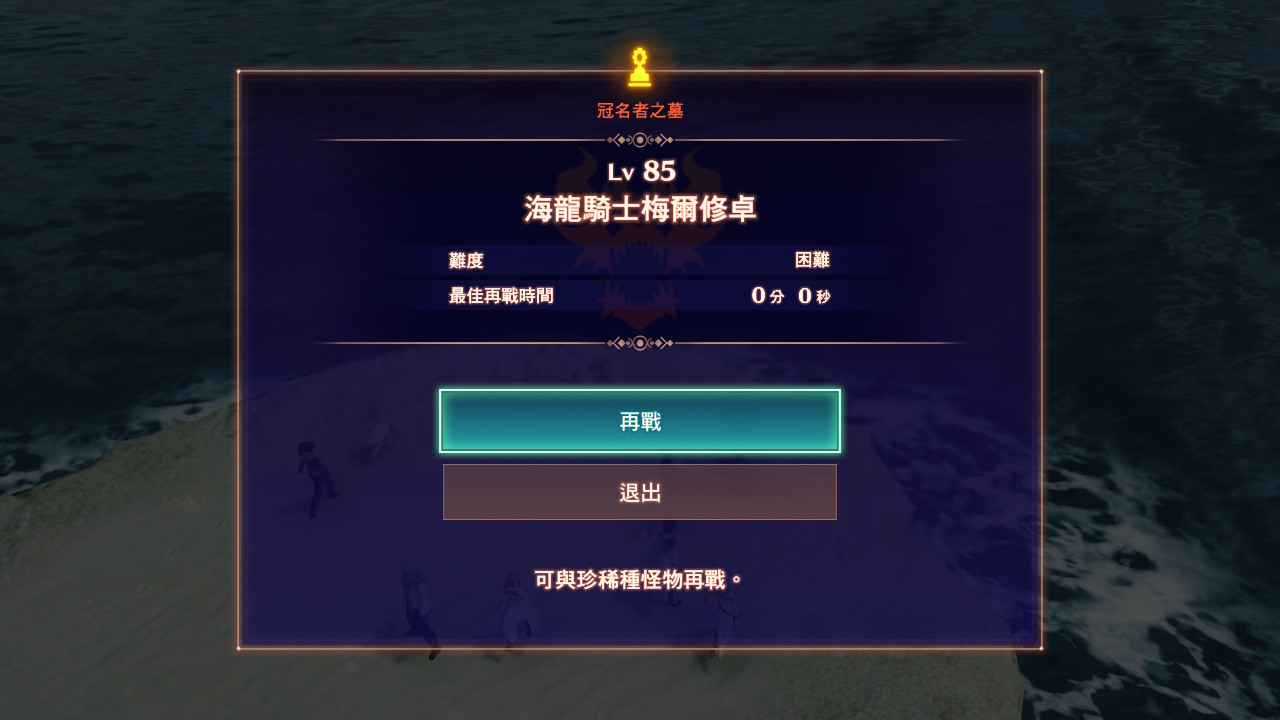 冠名者之墓
Lv 85
海龍騎士梅爾修卓
難度 困難
最佳再戰時間 0分 0秒
再戰
退出
可與珍稀種怪物再戰。